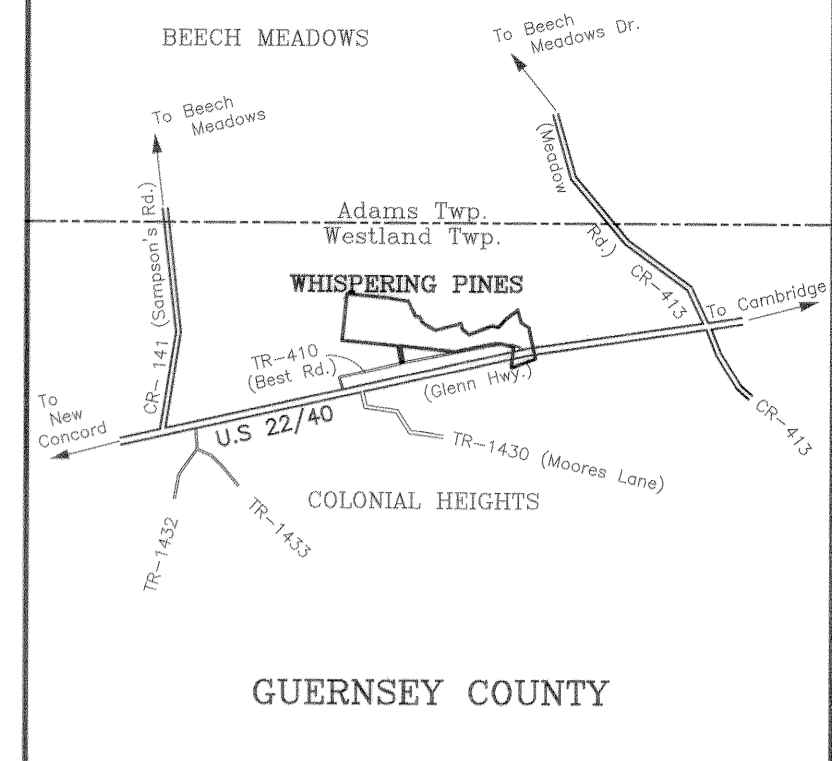 BEECH MEADOWS
To Beech
Meadows Dr.
To Beech
Meadows
(Meadow
Rd.)
CR-413
Adams Twp.
Westland Twp.
CR-141 (Sampson's Rd.)
WHISPERING PINES
To Cambridge
TR-410
(Best Rd.)
(Glenn Hwy.)
To
New
Concord
U.S 22/40
CR-413
TR-1430 (Moores Lane)
COLONIAL HEIGHTS
TR-1432
TR-1433
GUERNSEY COUNTY